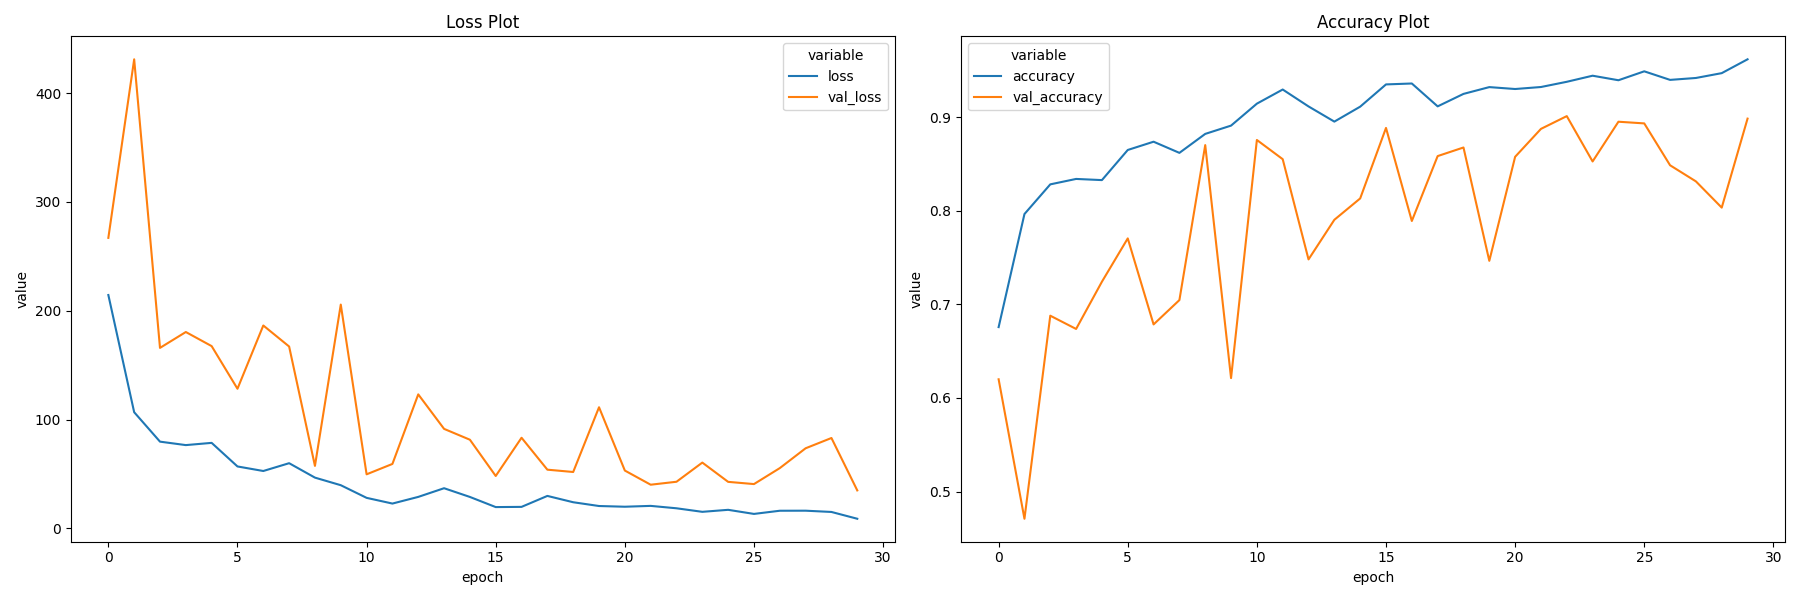 Loss Plot
variable
loss
val_loss
value
400
300
200
100
0
0 5 10 15 20 25 30
epoch
Accuracy Plot
variable
accuracy
val_accuracy
value
0.9
0.8
0.7
0.6
0.5
0 5 10 15 20 25 30
epoch